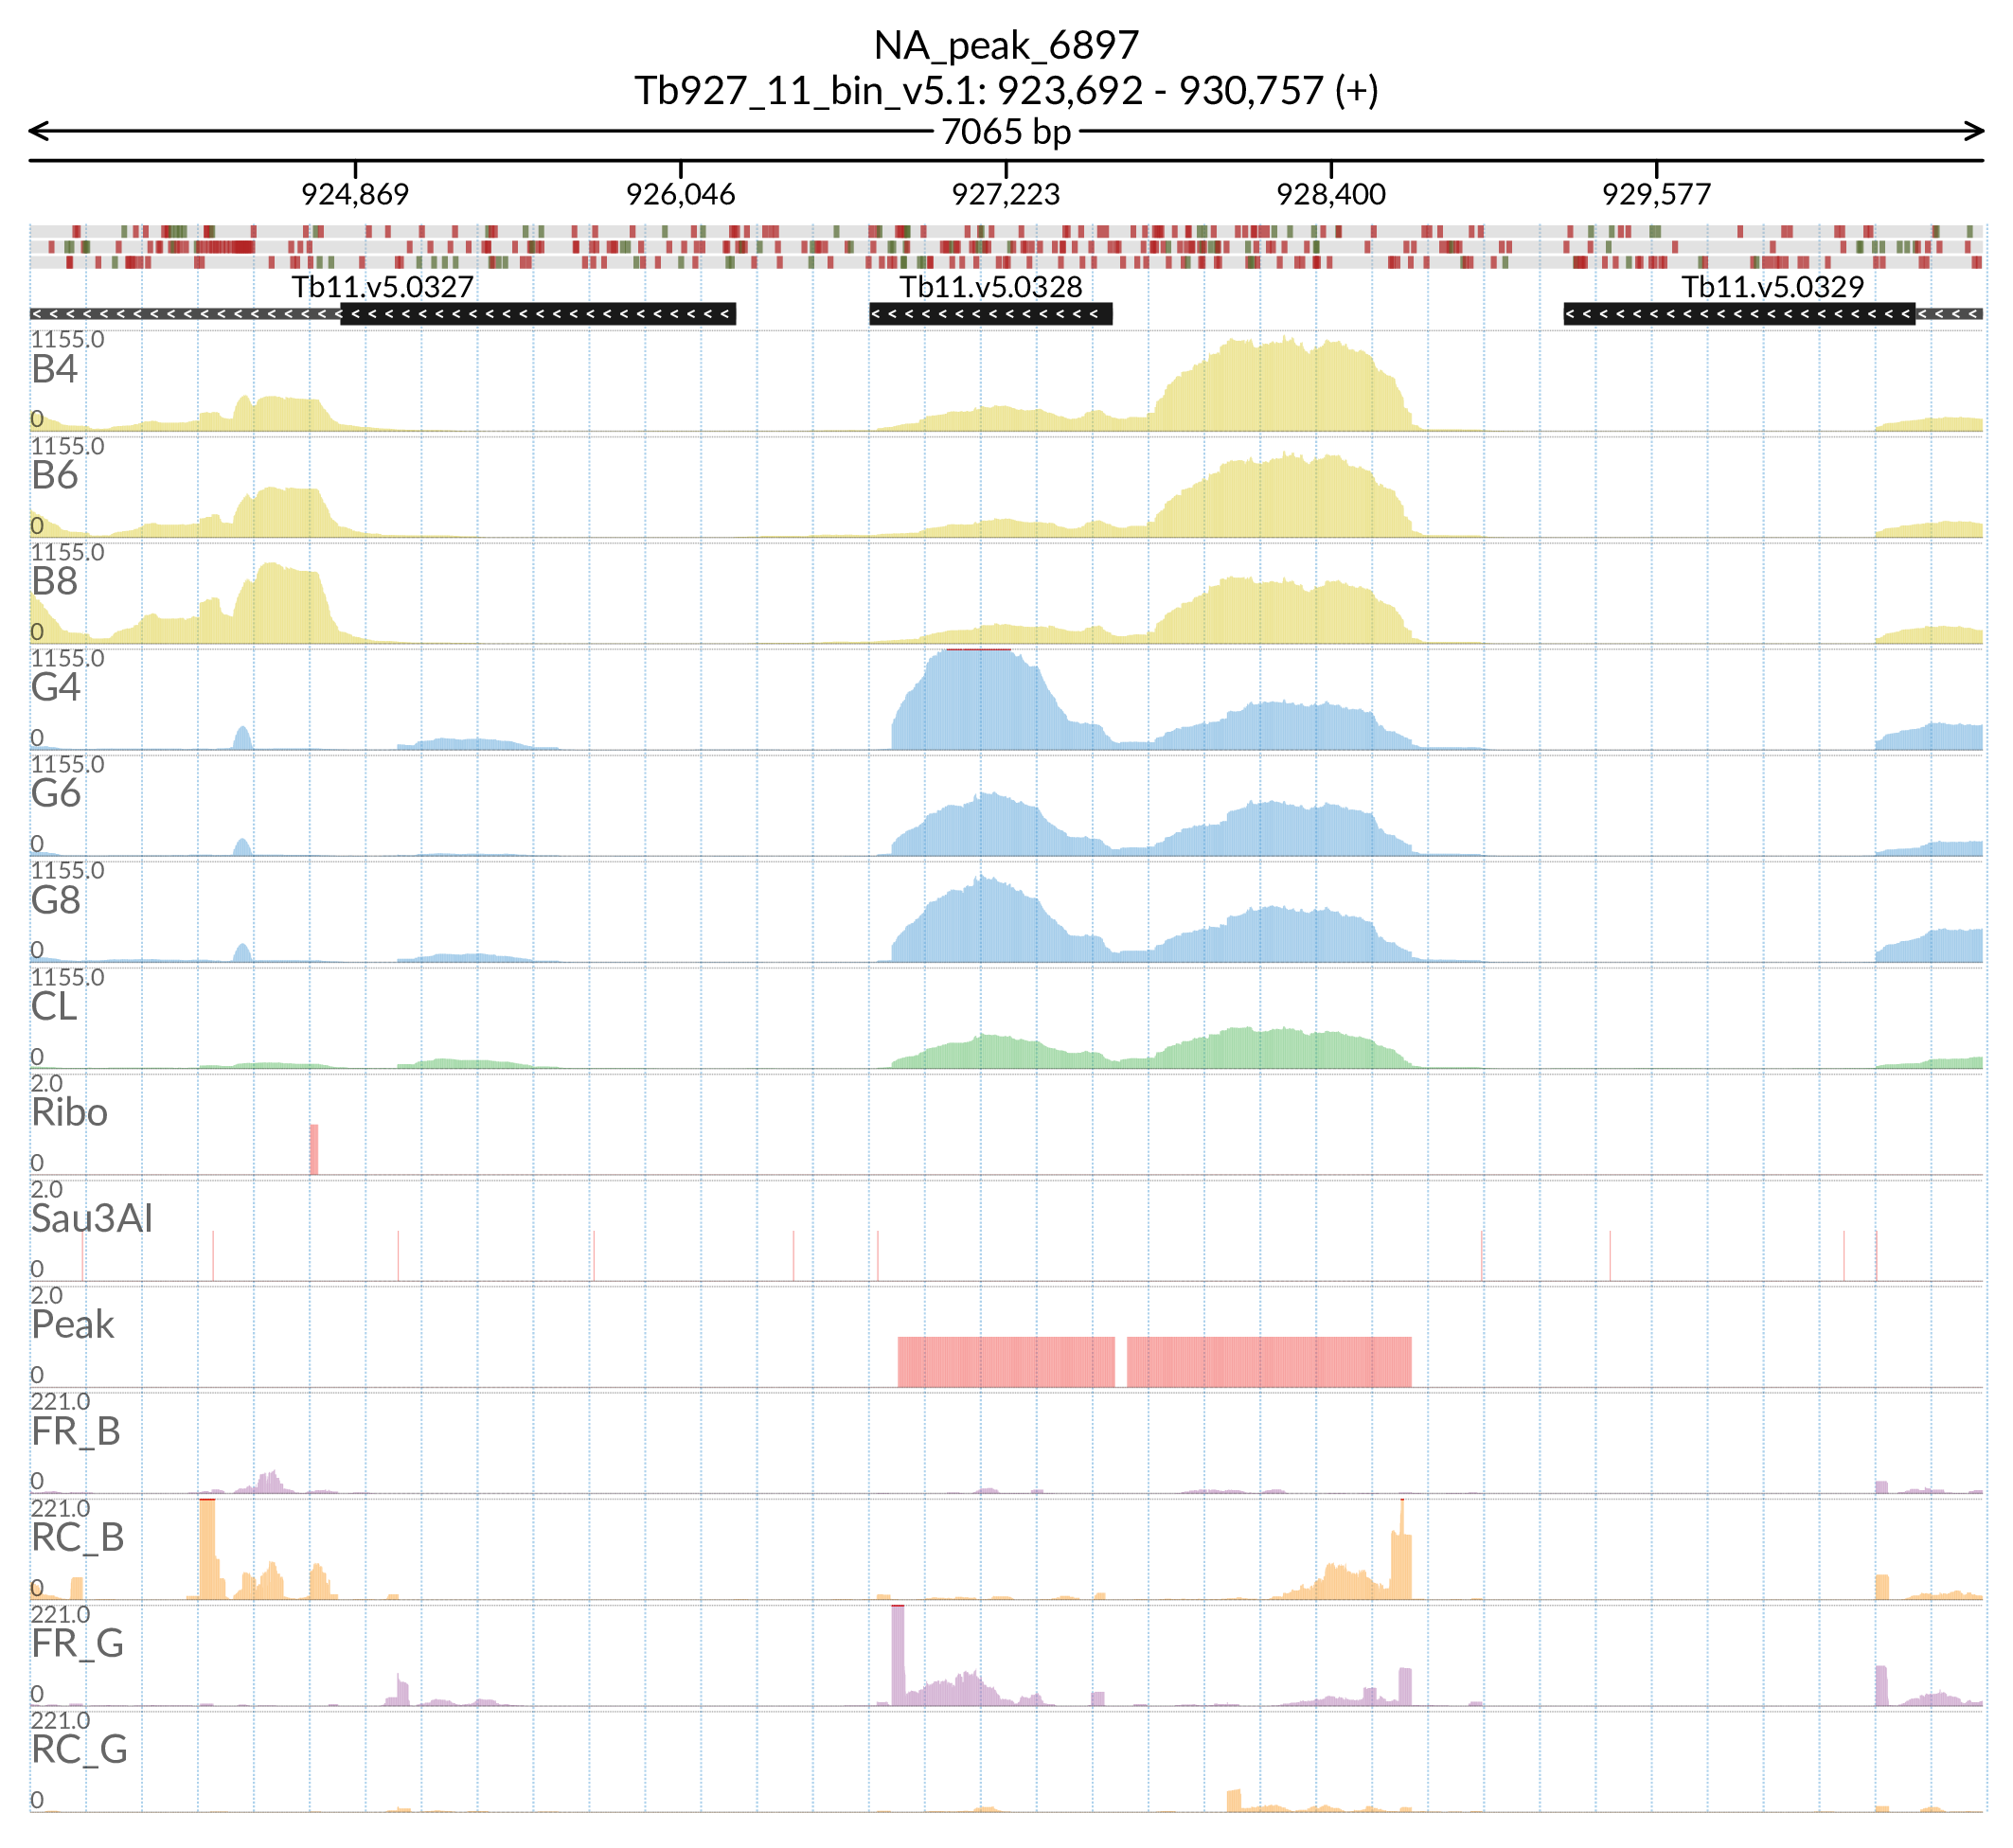 NA_peak_6897
Tb927_11_bin_v5.1: 923,692 - 930,757 (+)
7065 bp
924,869 926,046 927,223 928,400 929,577
Tb11.v5.0327 Tb11.v5.0328 Tb11.v5.0329
1155.0
B4
0
1155.0
B6
0
1155.0
B8
0
1155.0
G4
0
1155.0
G6
0
1155.0
G8
0
1155.0
CL
0
2.0
Ribo
0
2.0
Sau3AI
0
2.0
Peak
0
221.0
FR_B
0
221.0
RC_B
0
221.0
FR_G
0
221.0
RC_G
0